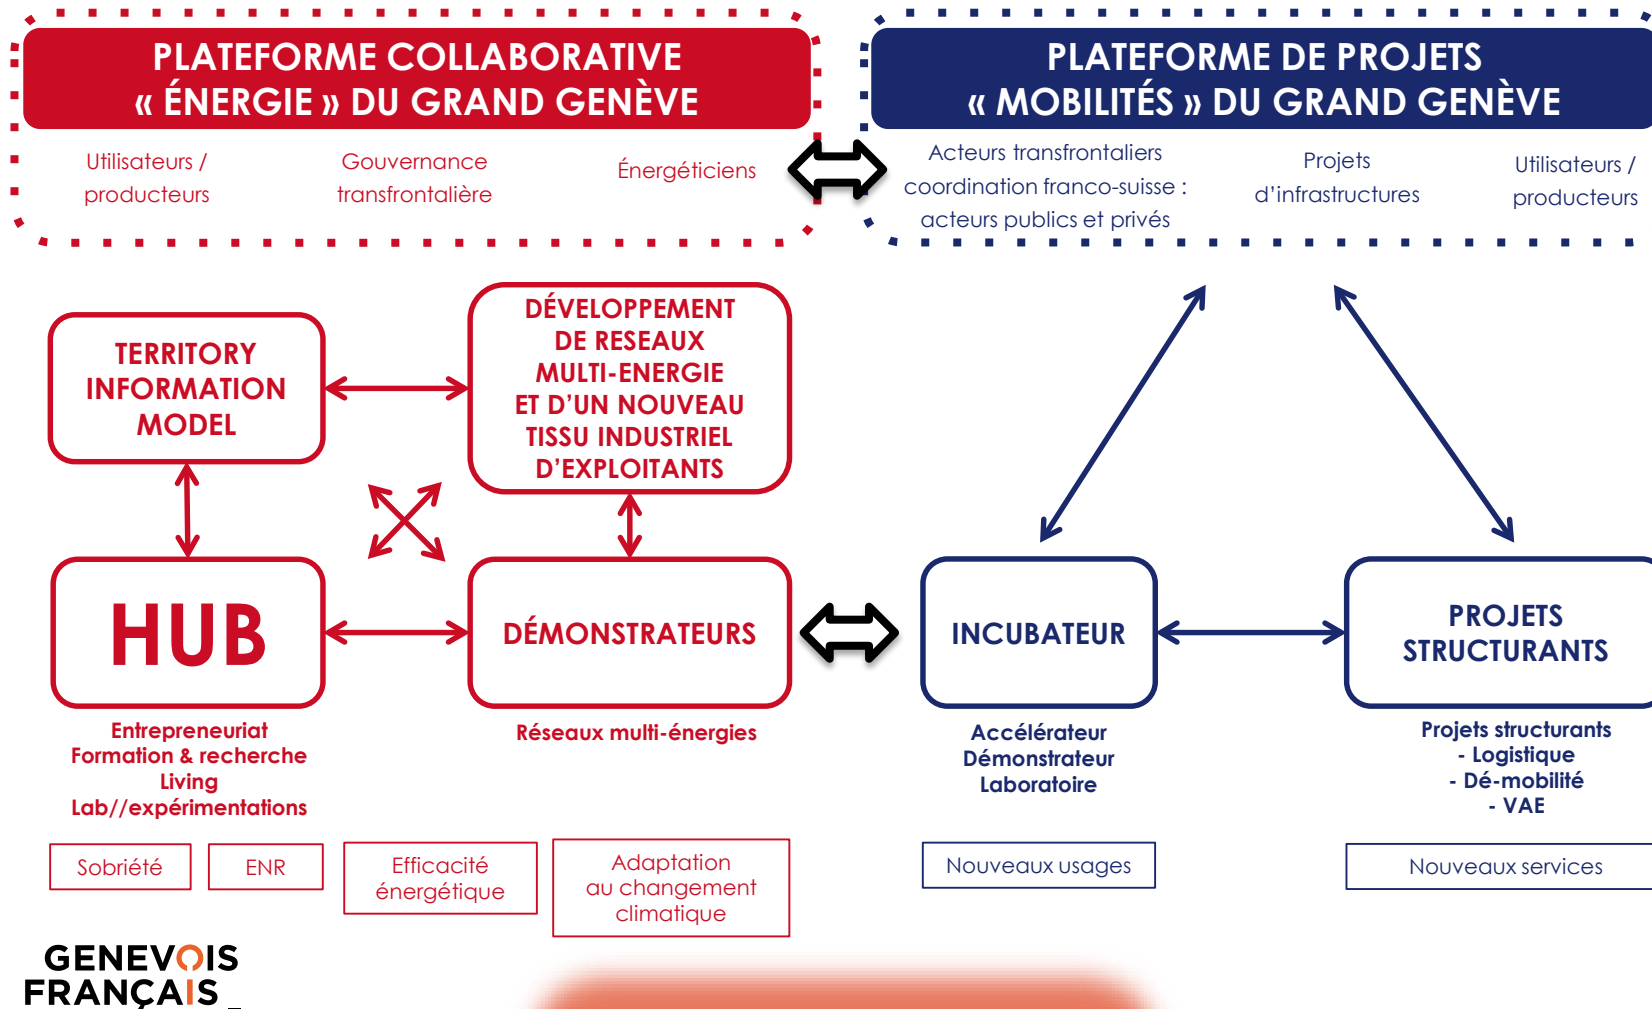 PLATEFORME COLLABORATIVE
« ÉNERGIE » DU GRAND GENÈVE
Utilisateurs /
producteurs
Gouvernance
transfrontalière
Énergéticiens
PLATEFORME DE PROJETS
« MOBILITÉS » DU GRAND GENÈVE
Acteurs transfrontaliers
coordination franco-suisse :
acteurs publics et privés
Projets
d’infrastructures
Utilisateurs /
producteurs
TERRITORY
INFORMATION
MODEL
DÉVELOPPEMENT
DE RESEAUX
MULTI-ENERGIE
ET D’UN NOUVEAU
TISSU INDUSTRIEL
D’EXPLOITANTS
HUB
DÉMONSTRATEURS
INCUBATEUR
PROJETS
STRUCTURANTS
Entrepreneuriat
Formation & recherche
Living
Lab//expérimentations
Réseaux multi-énergies
Accélérateur
Démonstrateur
Laboratoire
Projets structurants
- Logistique
- Dé-mobilité
- VAE
Sobriété
ENR
Efficacité
énergétique
Adaptation
au changement
climatique
Nouveaux usages
Nouveaux services
GENEVOIS
FRANÇAIS